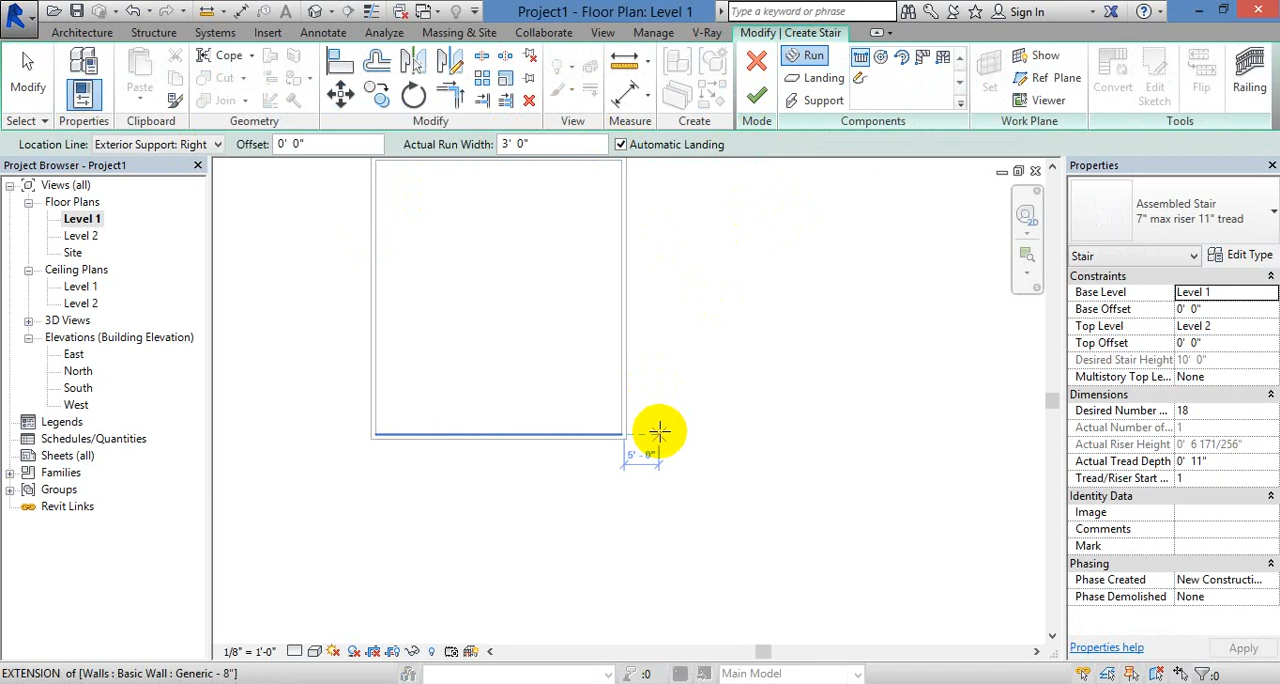 Project1 - Floor Plan: Level 1
Type a keyword or phrase
Sign In
Architecture Structure Systems Insert Annotate Analyze Massing & Site Collaborate View Manage V-Ray Modify | Create Stair
Modify
Paste
Cope
Cut
Join
Run
Landing
Support
Set
Show
Ref Plane
Viewer
Convert
Edit Sketch
Flip
Railing
Select Properties Clipboard Geometry Modify View Measure Create Mode Components Work Plane Tools
Location Line: Exterior Support: Right Offset: 0' 0" Actual Run Width: 3' 0" Automatic Landing
Project Browser - Project1
Views (all)
Floor Plans
Level 1
Level 2
Site
Ceiling Plans
Level 1
Level 2
3D Views
Elevations (Building Elevation)
East
North
South
West
Legends
Schedules/Quantities
Sheets (all)
Families
Groups
Revit Links
5' - 0"
2D
Properties
Assembled Stair
7" max riser 11" tread
Stair Edit Type
Constraints
Base Level Level 1
Base Offset 0' 0"
Top Level Level 2
Top Offset 0' 0"
Desired Stair Height 10' 0"
Multistory Top Le... None
Dimensions
Desired Number ... 18
Actual Number of... 1
Actual Riser Height 0' 6 171/256"
Actual Tread Depth 0' 11"
Tread/Riser Start ... 1
Identity Data
Image
Comments
Mark
Phasing
Phase Created New Constructi...
Phase Demolished None
Properties help Apply
1/8" = 1'-0"
EXTENSION of [Walls : Basic Wall : Generic - 8"]
:0
Main Model
:0